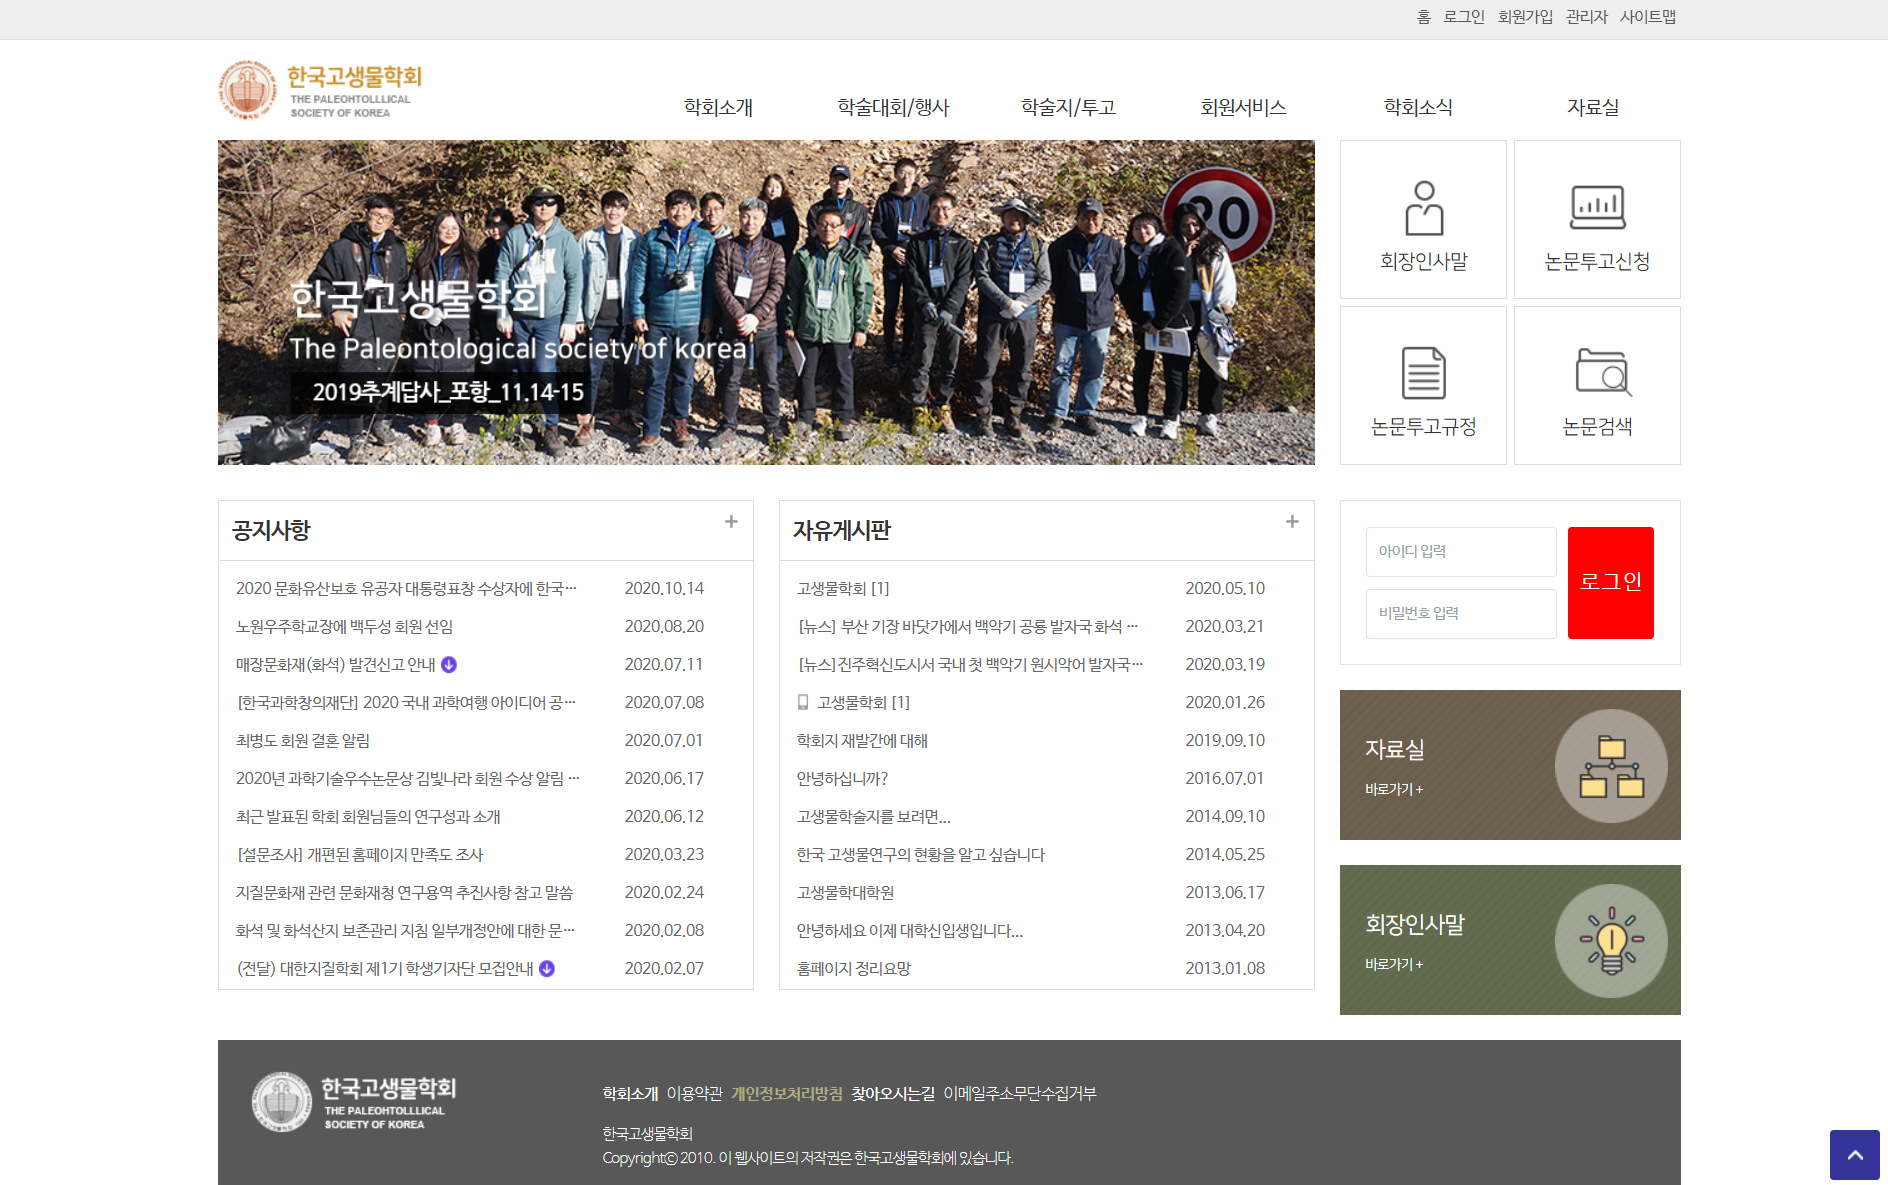 홈 로그인 회원가입 관리자 사이트맵
한국고생물학회
THE PALEOHTOLLLICAL
SOCIETY OF KOREA
학회소개 학술대회/행사 학술지/투고 회원서비스 학회소식 자료실
20
한국고생물학회
The Paleontological society of korea
2019추계답사_포항_11.14-15
회장인사말
논문투고신청
논문투고규정
논문검색
공지사항 +
2020 문화유산보호 유공자 대통령표창 수상자에 한국… 2020.10.14
노원우주학교장에 백두성 회원 선임 2020.08.20
매장문화재(화석) 발견신고 안내 2020.07.11
[한국과학창의재단] 2020 국내 과학여행 아이디어 공… 2020.07.08
최병도 회원 결혼 알림 2020.07.01
2020년 과학기술우수논문상 김빛나라 회원 수상 알림 … 2020.06.17
최근 발표된 학회 회원님들의 연구성과 소개 2020.06.12
[설문조사] 개편된 홈페이지 만족도 조사 2020.03.23
지질문화재 관련 문화재청 연구용역 추진사항 참고 말씀 2020.02.24
화석 및 화석산지 보존관리 지침 일부개정안에 대한 문… 2020.02.08
(전달) 대한지질학회 제1기 학생기자단 모집안내 2020.02.07
자유게시판 +
고생물학회 [1] 2020.05.10
[뉴스] 부산 기장 바닷가에서 백악기 공룡 발자국 화석 … 2020.03.21
[뉴스]진주혁신도시서 국내 첫 백악기 원시악어 발자국… 2020.03.19
고생물학회 [1] 2020.01.26
학회지 재발간에 대해 2019.09.10
안녕하십니까? 2016.07.01
고생물학술지를 보려면... 2014.09.10
한국 고생물연구의 현황을 알고 싶습니다 2014.05.25
고생물학대학원 2013.06.17
안녕하세요 이제 대학신입생입니다... 2013.04.20
홈페이지 정리요망 2013.01.08
아이디 입력
비밀번호 입력
로그인
자료실
바로가기 +
회장인사말
바로가기 +
한국고생물학회
THE PALEOHTOLLLICAL
SOCIETY OF KOREA
학회소개 이용약관 개인정보처리방침 찾아오시는길 이메일주소무단수집거부
한국고생물학회
Copyrightⓒ 2010. 이 웹사이트의 저작권은 한국고생물학회에 있습니다.